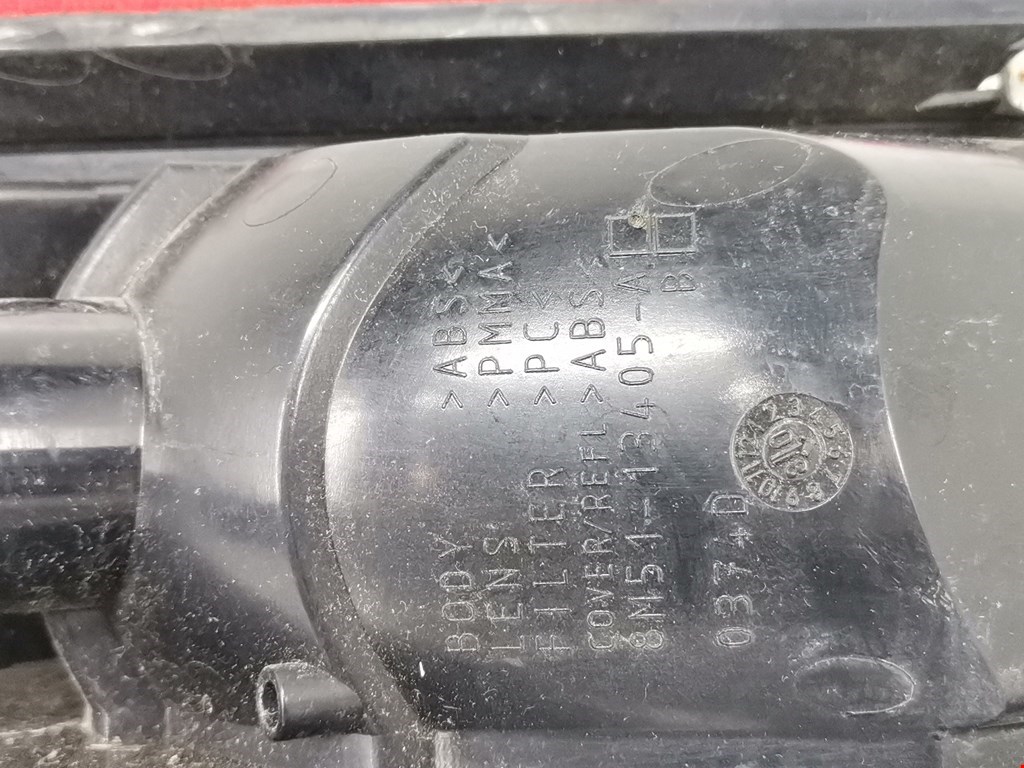 BODY >ABS<
LENS >PMMA<
FILTER >PC<
COVER/REFL >ABS<
8M51-13405-A
B
037+D